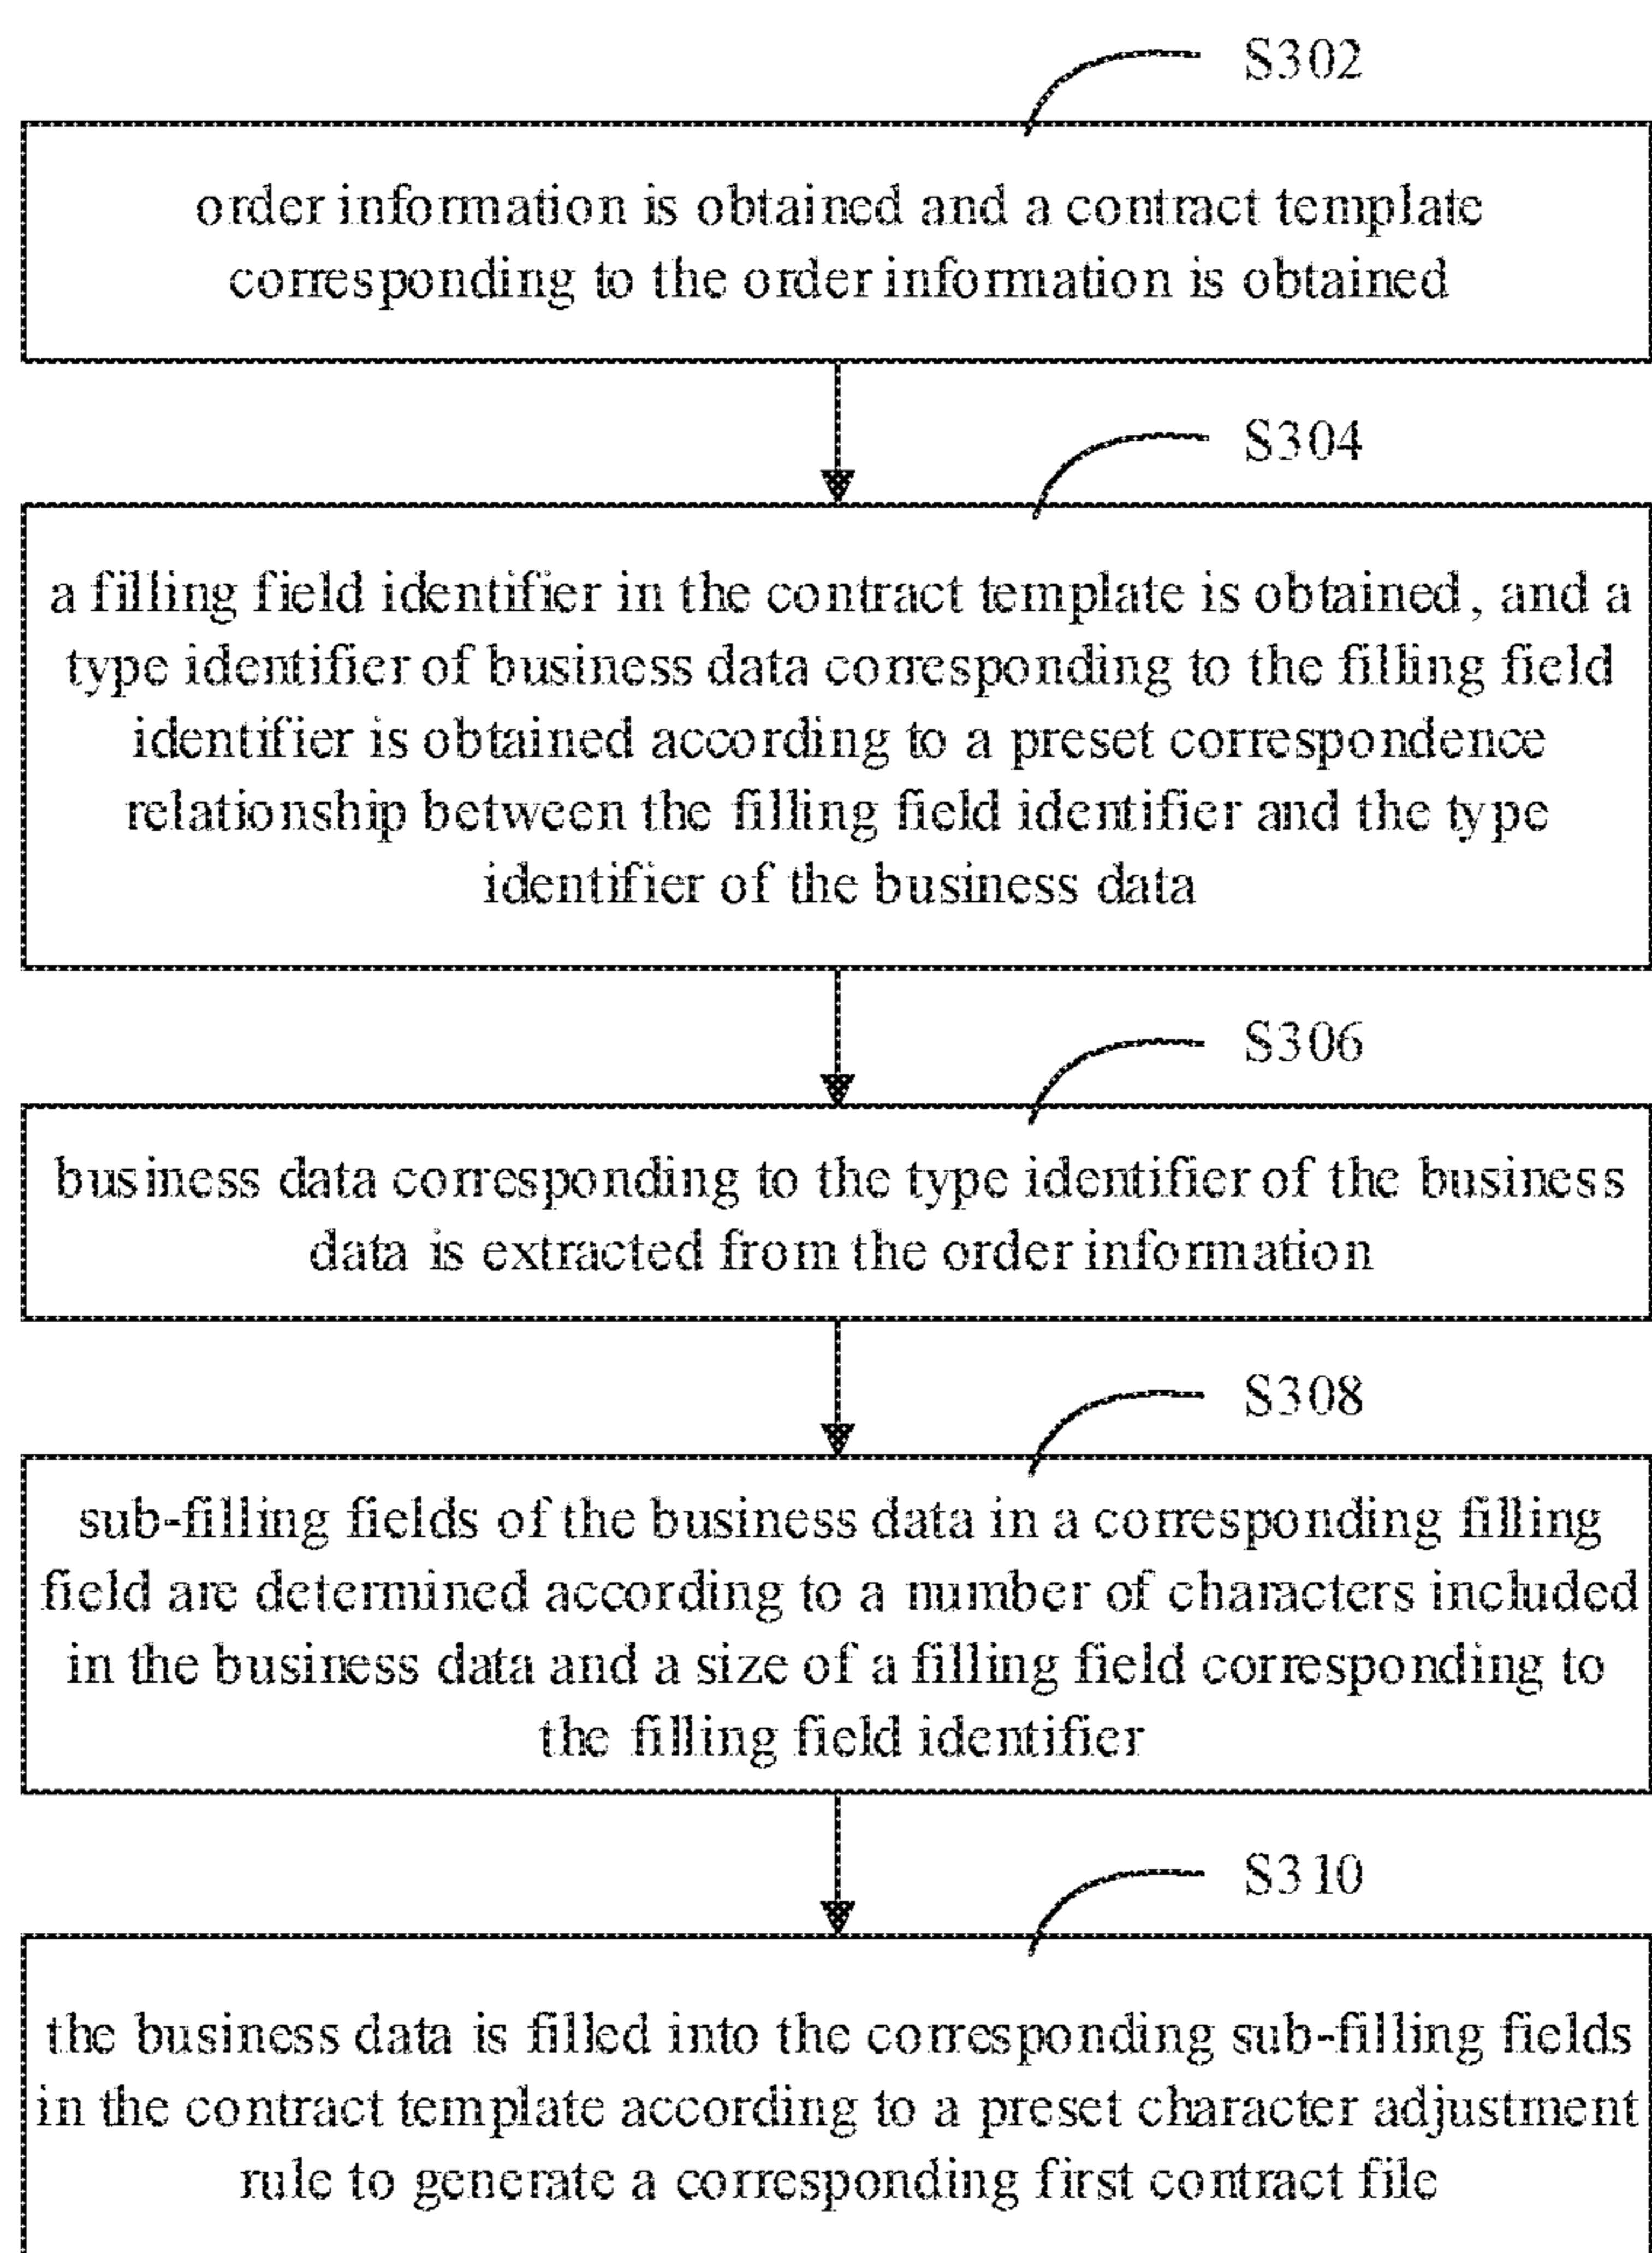 S302
order information is obtained and a contract template
corresponding to the order information is obtained
S304
a filling field identifier in the contract template is obtained, and a
type identifier of business data corresponding to the filling field
identifier is obtained according to a preset correspondence
relationship between the filling field identifier and the type
identifier of the business data
S306
business data corresponding to the type identifier of the business
data is extracted from the order information
S308
sub-filling fields of the business data in a corresponding filling
field are determined according to a number of characters included
in the business data and a size of a filling field corresponding to
the filling field identifier
S310
the business data is filled into the corresponding sub-filling fields
in the contract template according to a preset character adjustment
rule to generate a corresponding first contract file